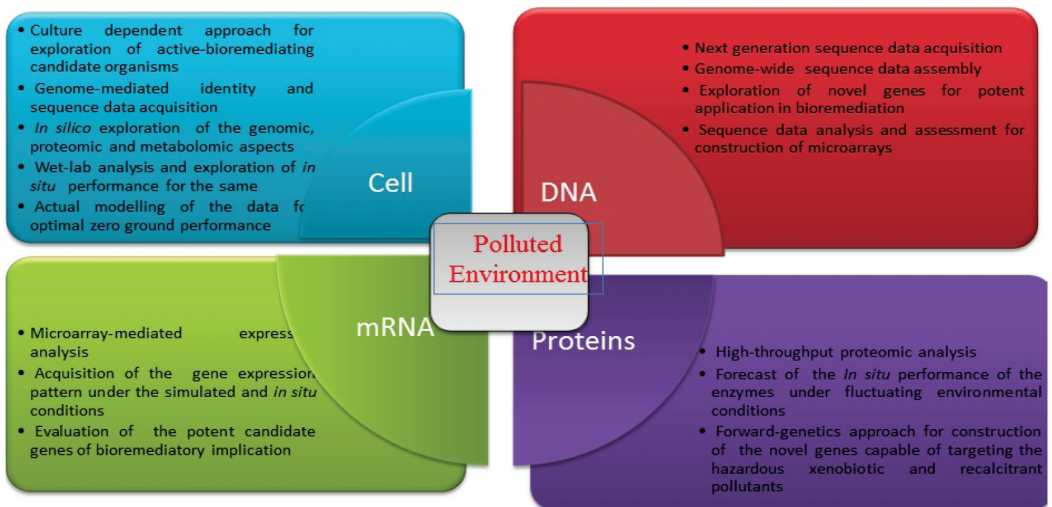 • Culture dependent approach for
exploration of active-bioremediating
candidate organisms
• Genome-mediated identity and
sequence data acquisition
• In silico exploration of the genomic,
proteomic and metabolomic aspects
• Wet-lab analysis and exploration of in
situ performance for the same
• Actual modelling of the data
optimal zero ground performance
Cell
• Next generation sequence data acquisition
• Genome-wide sequence data assembly
• Exploration of novel genes for potent
application in bioremediation
• Sequence data analysis and assessment for
construction of microarrays
DNA
Polluted
Environment
• Microarray-mediated
analysis
• Acquisition of the gene expression
pattern under the simulated and in situ
conditions
• Evaluation of the potent candidate
genes of bioremediatory implication
mRNA
Proteins
• High-throughput proteomic analysis
• Forecast of the In situ performance of the
enzymes under fluctuating environmental
conditions
• Forward-genetics approach for construction
of the novel genes capable of targeting the
hazardous xenobiotic and recalcitrant
pollutants